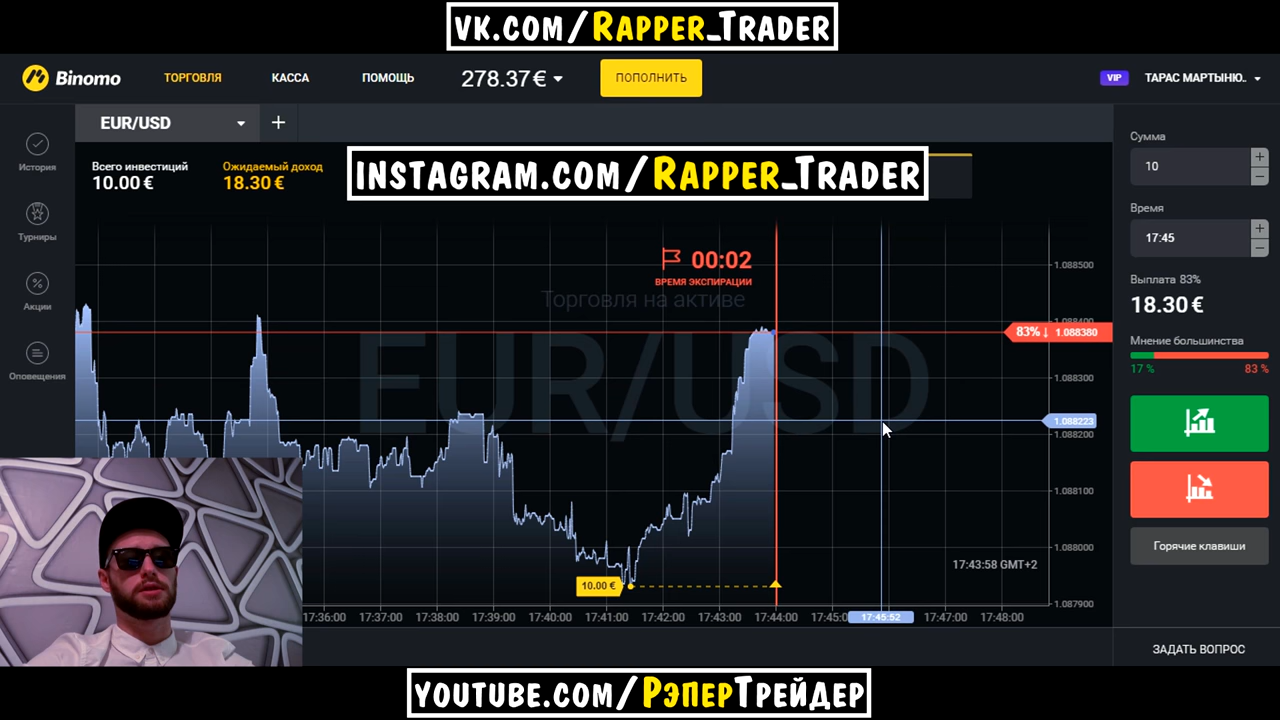 VK.COM/RAPPER_TRADER
Binomo
ТОРГОВЛЯ
КАССА
ПОМОЩЬ
278.37 €
ПОПОЛНИТЬ
VIP
ТАРАС МАРТЫНЮ..
EUR/USD
+
История
Турниры
Акции
Оповещения
Всего инвестиций
10.00 €
Ожидаемый доход
18.30 €
INSTAGRAM.COM/RAPPER_TRADER
00:02
ВРЕМЯ ЭКСПИРАЦИИ
Торговля на активе
EUR/USD
1.088500
1.088400
83% ↓ 1.088380
1.088300
1.088223
1.088200
1.088100
1.088000
1.087900
10.00 €
17:43:58 GMT+2
17:36:00 17:37:00 17:38:00 17:39:00 17:40:00 17:41:00 17:42:00 17:43:00 17:44:00 17:45:0 17:45:52 17:47:00 17:48:00
Сумма
10
Время
17:45
Выплата 83%
18.30 €
Мнение большинства
17 % 83 %
Горячие клавиши
ЗАДАТЬ ВОПРОС
YOUTUBE.COM/РЭПЕРТРЕЙДЕР